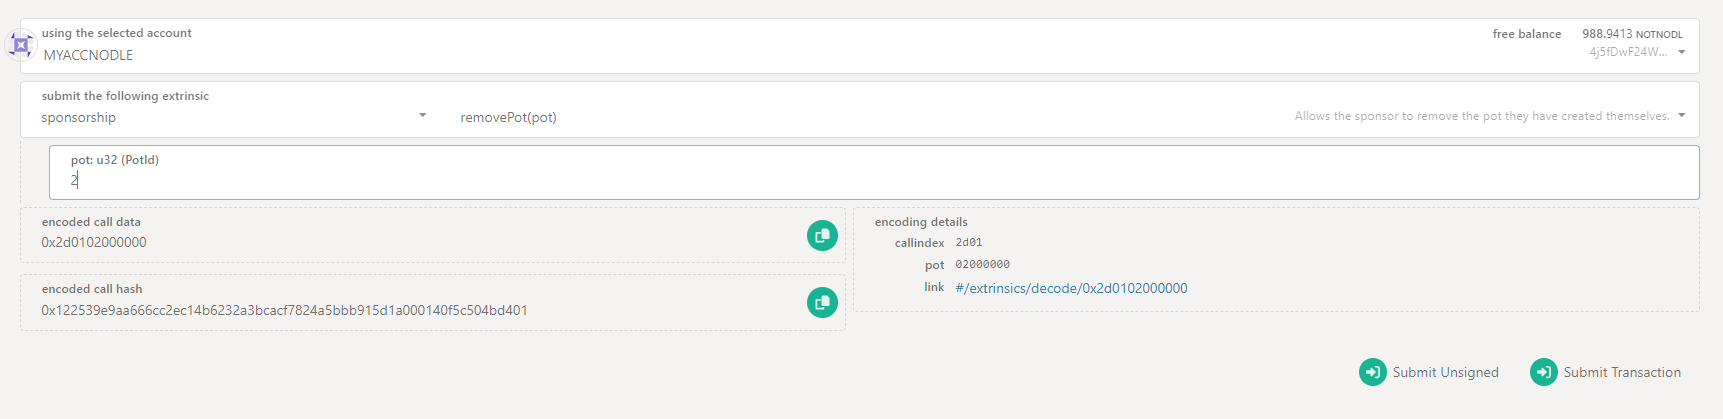 using the selected account
MYACCNODLE
free balance 988.9413 NOTNODL
4j5fDwF24W...
submit the following extrinsic
sponsorship
removePot(pot)
Allows the sponsor to remove the pot they have created themselves.
pot: u32 (PotId)
2
encoded call data
0x2d0102000000
encoded call hash
0x122539e9aa666cc2ec14b6232a3bcacf7824a5bbb915d1a000140f5c504bd401
encoding details
callindex 2d01
pot 02000000
link #/extrinsics/decode/0x2d0102000000
Submit Unsigned
Submit Transaction